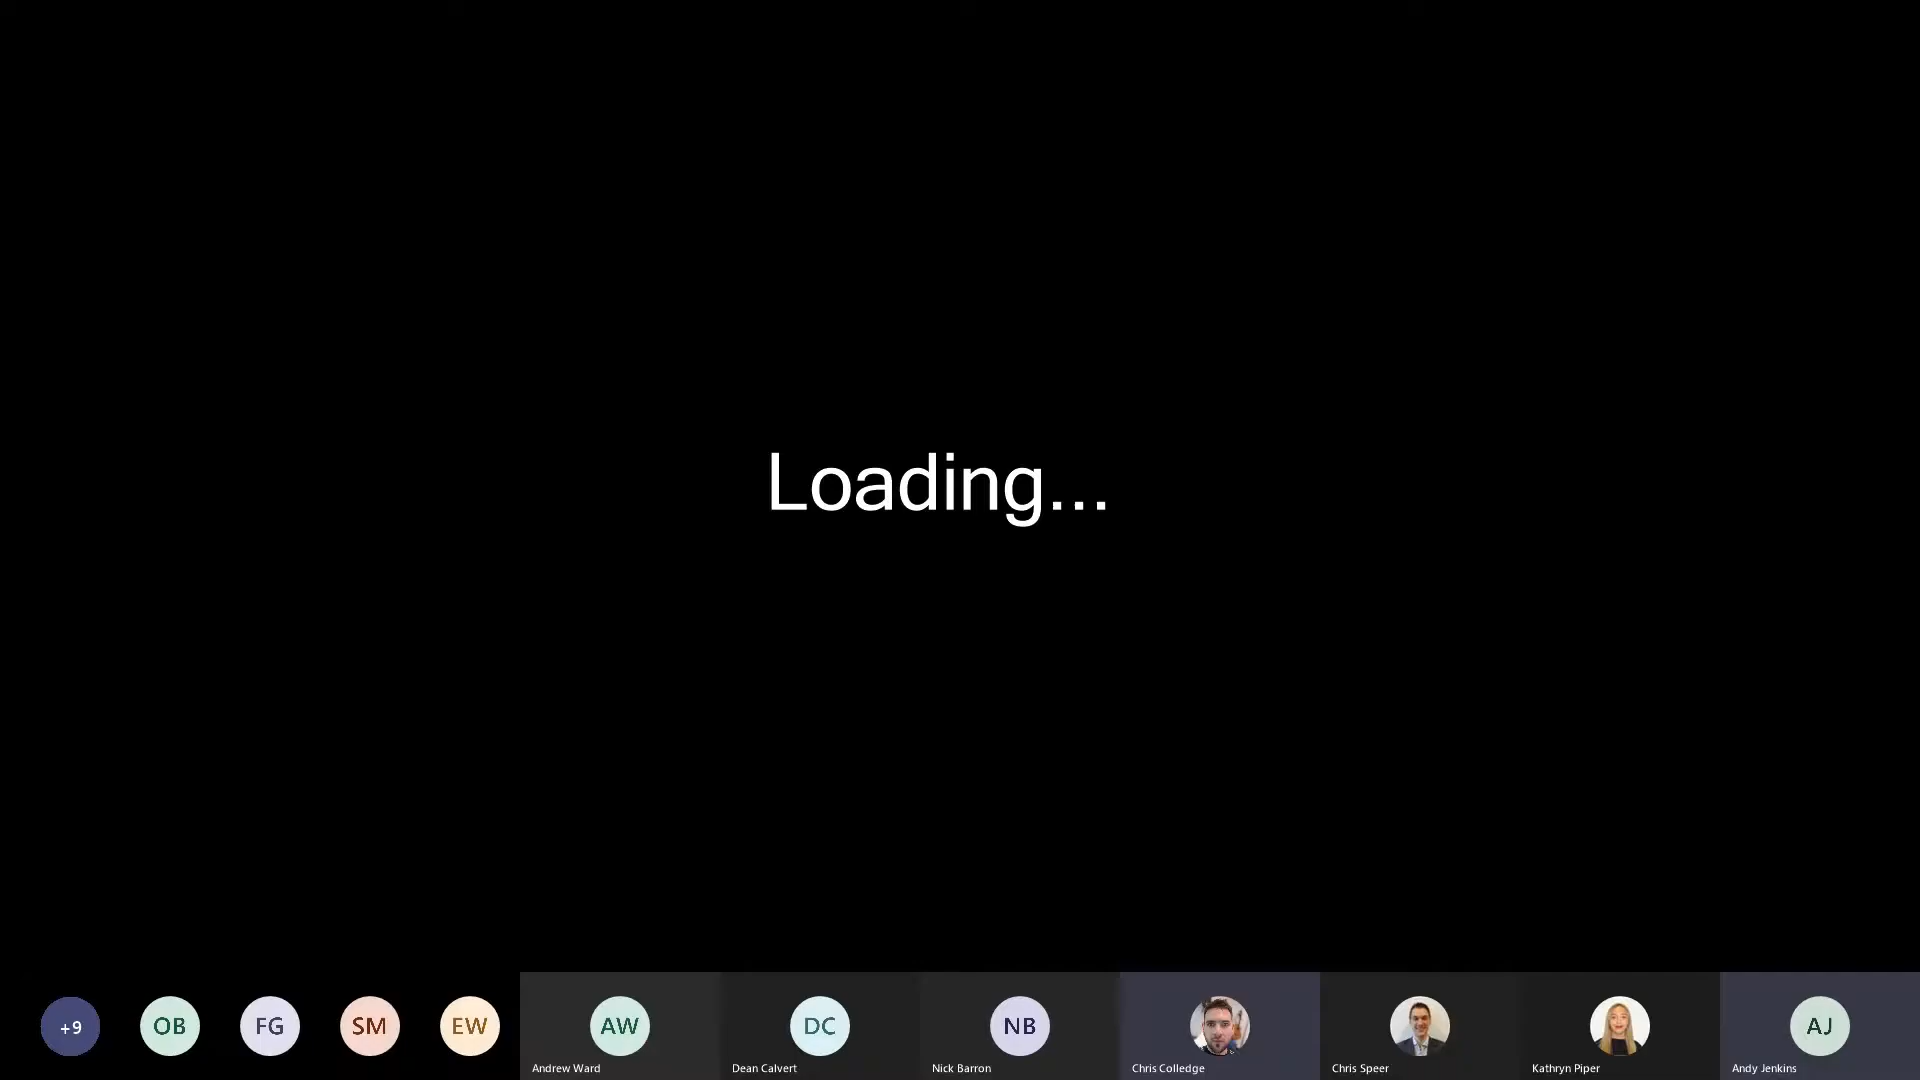 Loading...
+9
OB
FG
SM
EW
AW
DC
NB
AJ
Andrew Ward
Dean Calvert
Nick Barron
Chris Colledge
Chris Speer
Kathryn Piper
Andy Jenkins